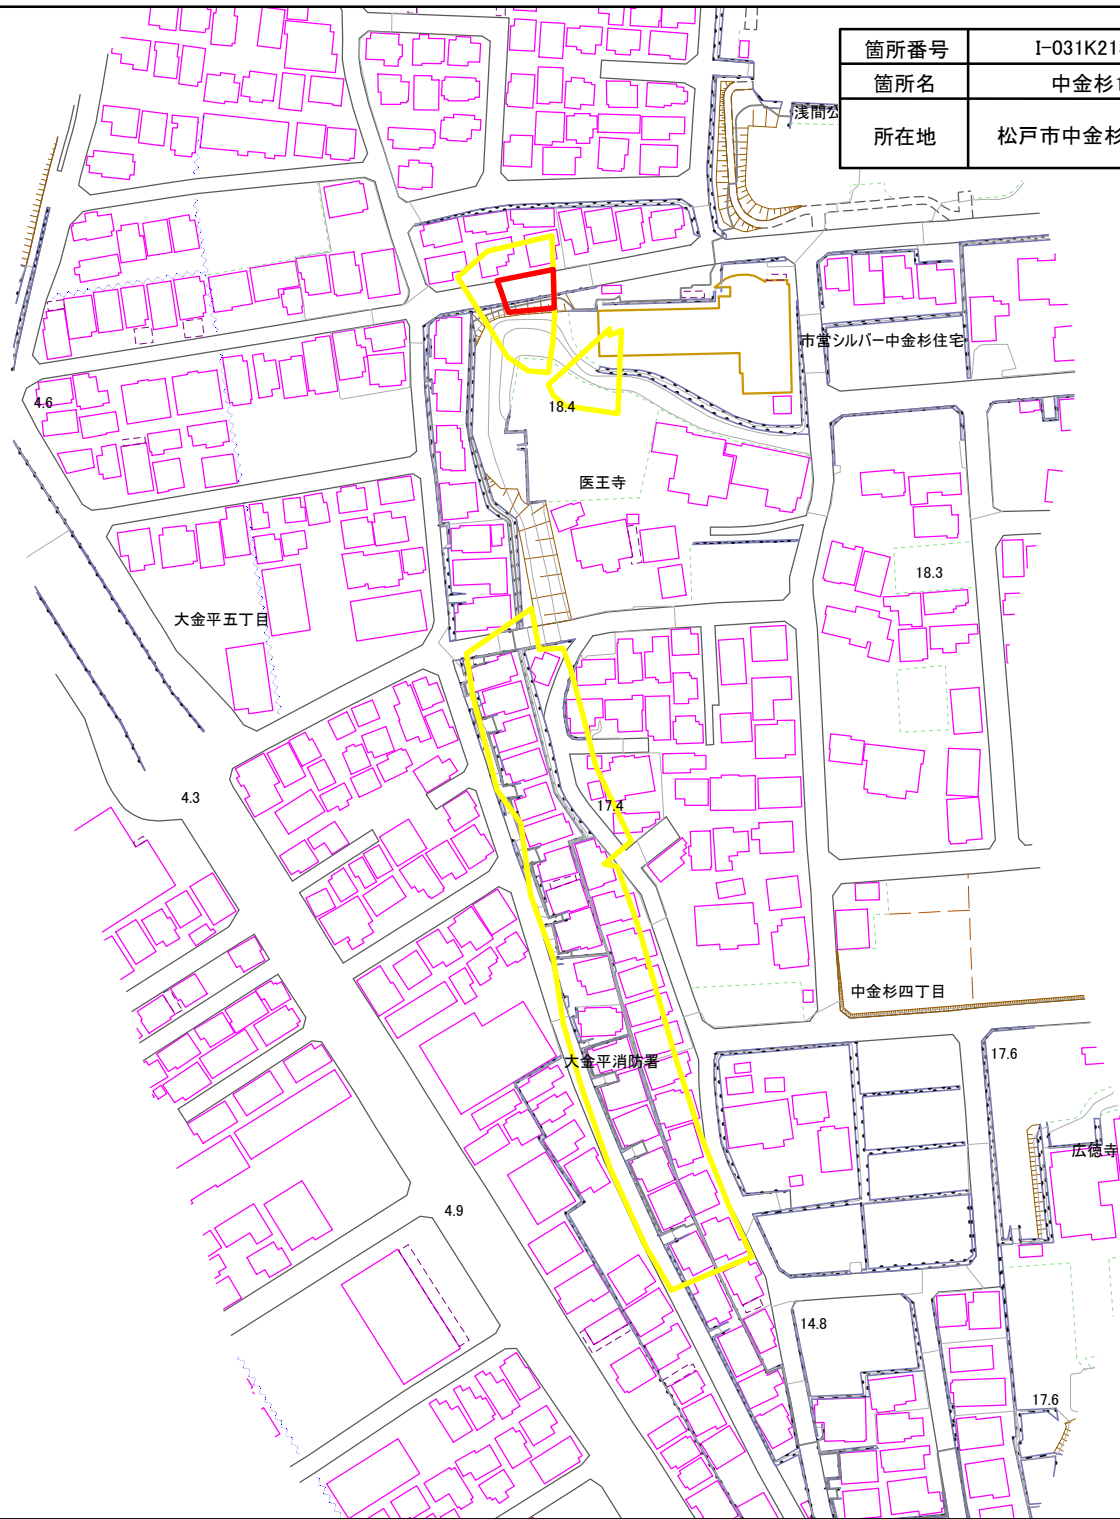 箇所番号 I-031K21
箇所名 中金杉1
所在地 松戸市中金杉
浅間公
市営シルバー中金杉住宅
4.6
18.4
医王寺
18.3
大金平五丁目
4.3
17.4
中金杉四丁目
17.6
大金平消防署
広徳寺
4.9
14.8
17.6